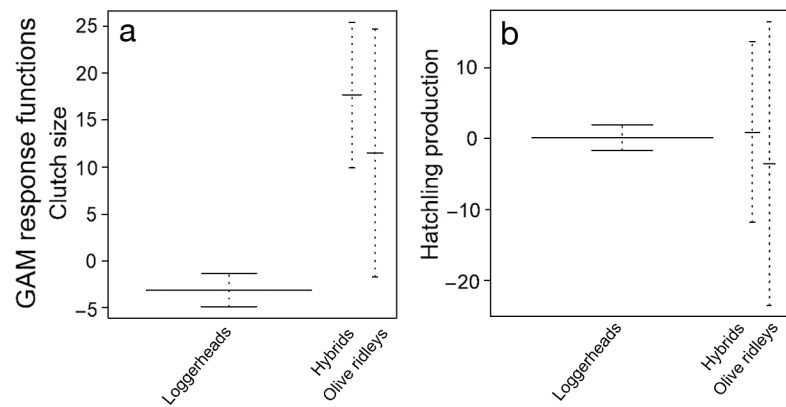 a
GAM response functions
Clutch size
25
20
15
10
5
0
−5
Loggerheads
Hybrids
Olive ridleys
b
Hatchling production
10
0
−10
−20
Loggerheads
Hybrids
Olive ridleys